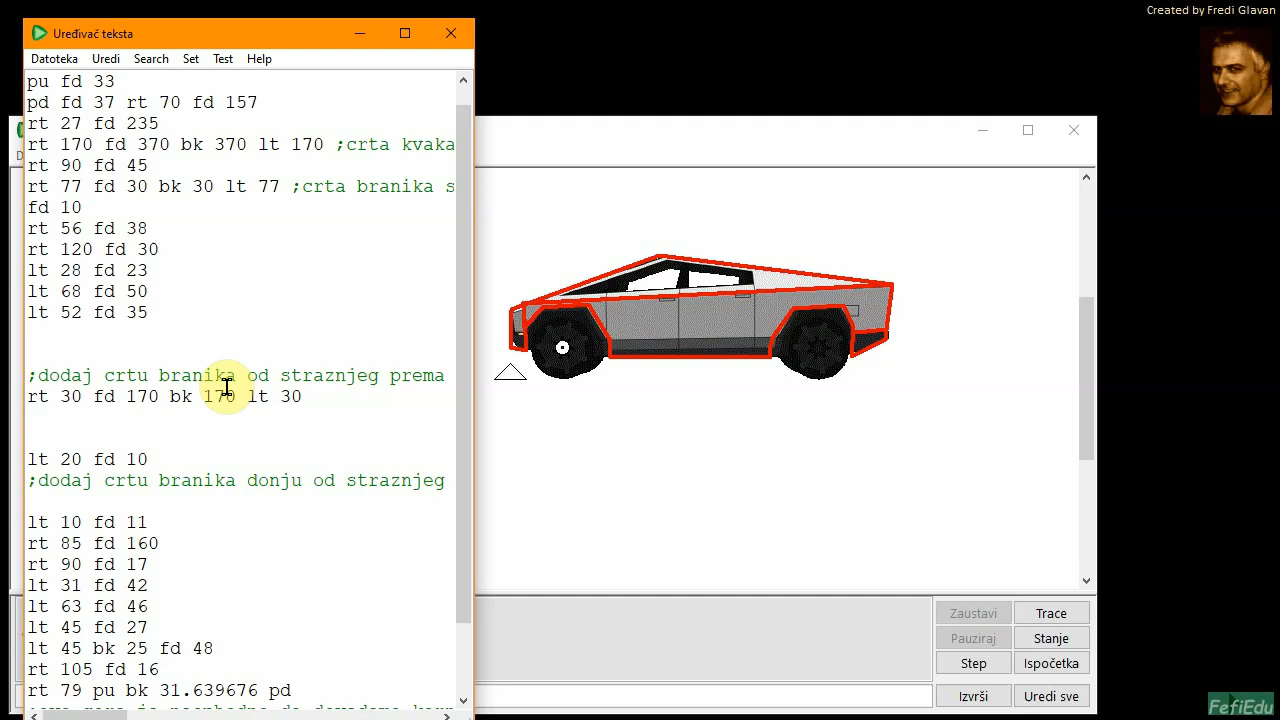 Created by Fredi Glavan
Uređivač teksta
Datoteka Uredi Search Set Test Help
pu fd 33
pd fd 37 rt 70 fd 157
rt 27 fd 235
rt 170 fd 370 bk 370 lt 170 ;crta kvaka
rt 90 fd 45
rt 77 fd 30 bk 30 lt 77 ;crta branika s
fd 10
rt 56 fd 38
rt 120 fd 30
lt 28 fd 23
lt 68 fd 50
lt 52 fd 35
;dodaj crtu branika od straznjeg prema
rt 30 fd 170 bk 170 lt 30
lt 20 fd 10
;dodaj crtu branika donju od straznjeg
lt 10 fd 11
rt 85 fd 160
rt 90 fd 17
lt 31 fd 42
lt 63 fd 46
lt 45 fd 27
lt 45 bk 25 fd 48
rt 105 fd 16
rt 79 pu bk 31.639676 pd
Zaustavi Trace
Pauziraj Stanje
Step Ispočetka
Izvrši Uredi sve
FefiEdu